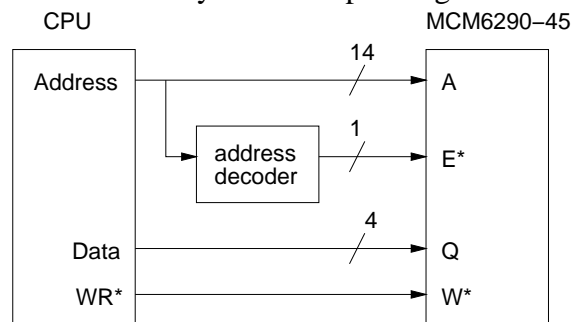 CPU MCM6290−45
Address 14 A
1
address
decoder
E*
Data 4 Q
WR* W*